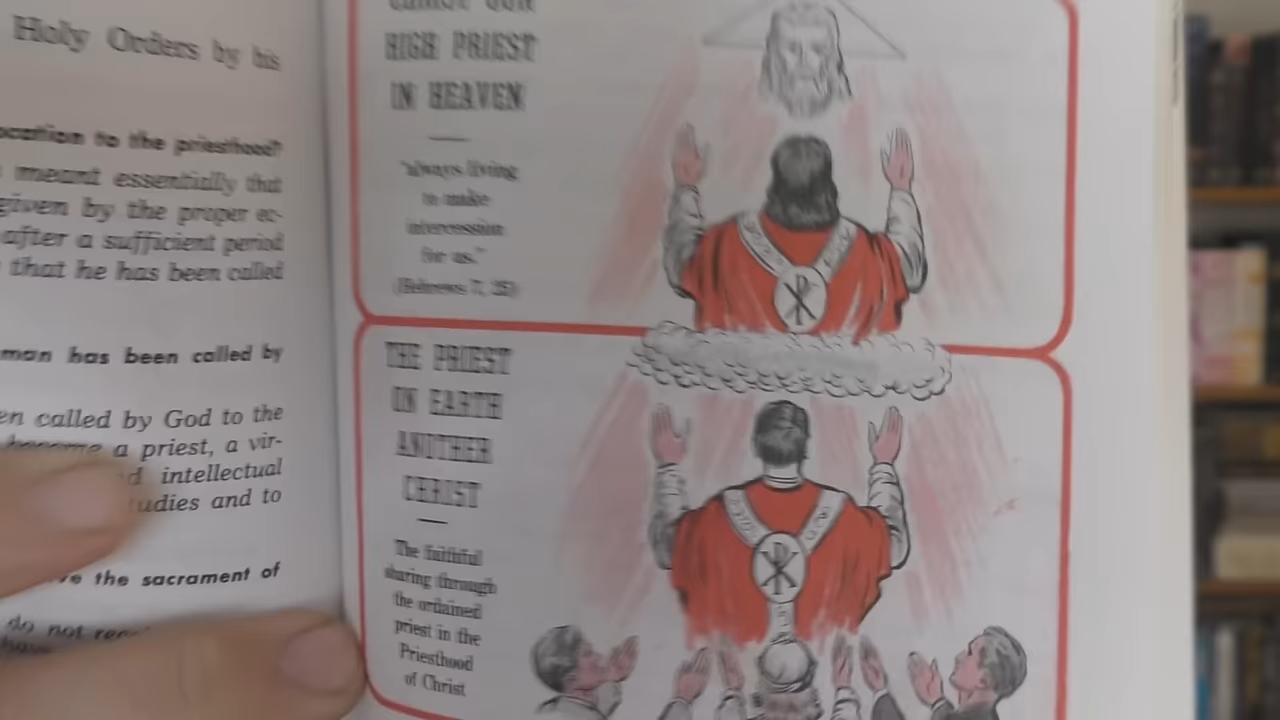 Holy Orders by his
vocation to the priesthood?
meant essentially that
given by the proper ec-
after a sufficient period
that he has been called
man has been called by
called by God to the
become a priest, a vir-
intellectual
and to
the sacrament of
do not
HIGH PRIEST
IN HEAVEN
"always living
to make
intercession
for us."
(Hebrews 7, 25)
THE PRIEST
ON EARTH
ANOTHER
CHRIST
The faithful
sharing through
the ordained
priest in the
Priesthood
of Christ